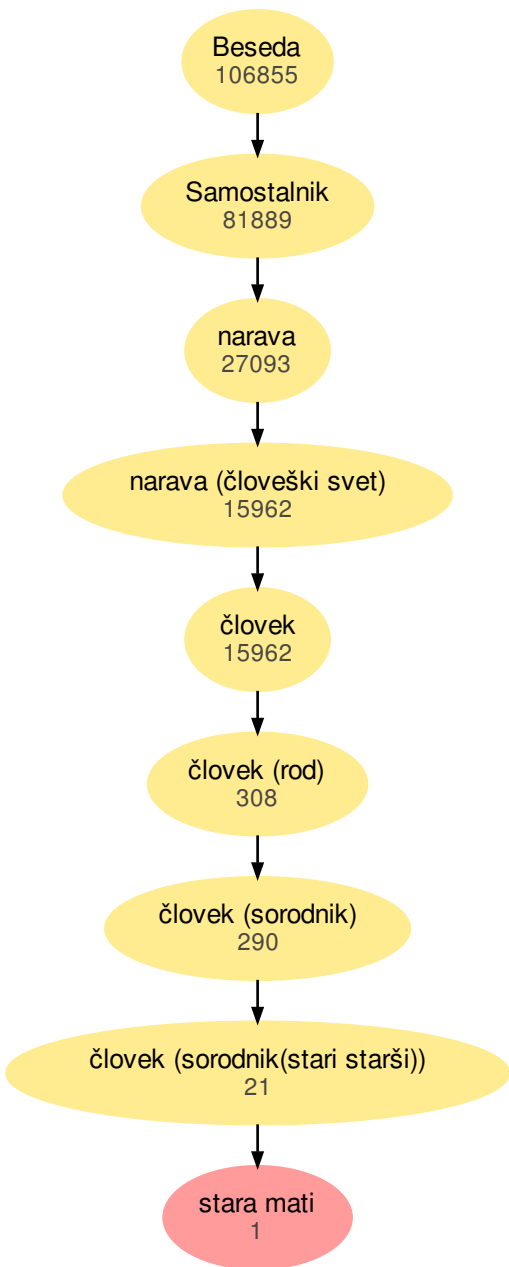 Beseda
106855
Samostalnik
81889
narava
27093
narava (človeški svet)
15962
človek
15962
človek (rod)
308
človek (sorodnik)
290
človek (sorodnik(stari starši))
21
stara mati
1